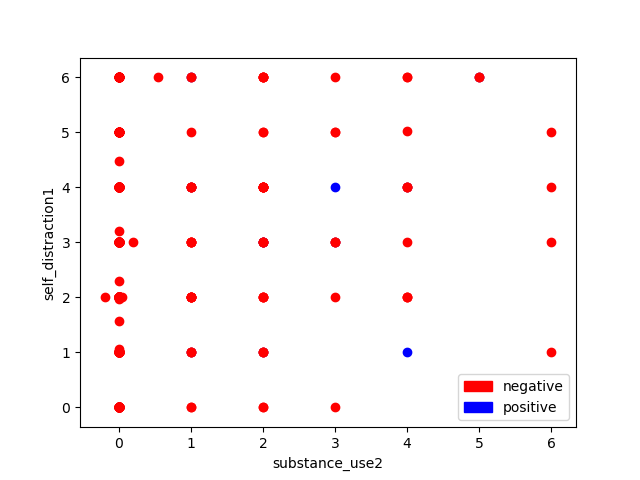 6
5
4
3
2
1
0
self_distraction1
0 1 2 3 4 5 6
substance_use2
negative
positive